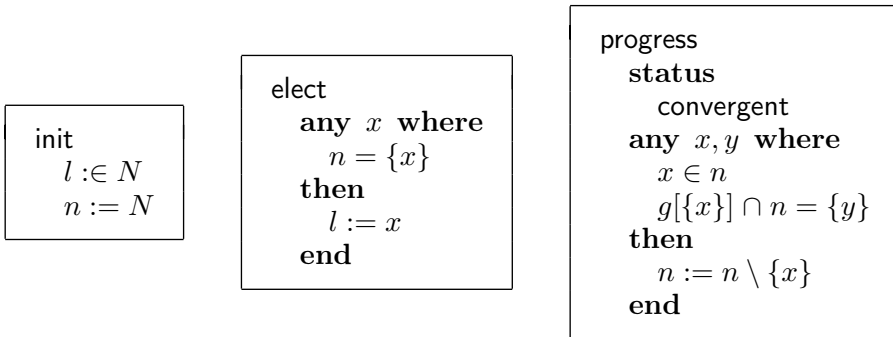 init
l :∈ N
n := N
elect
any x where
n = {x}
then
l := x
end
progress
status
convergent
any x, y where
x ∈ n
g[{x}] ∩ n = {y}
then
n := n \ {x}
end